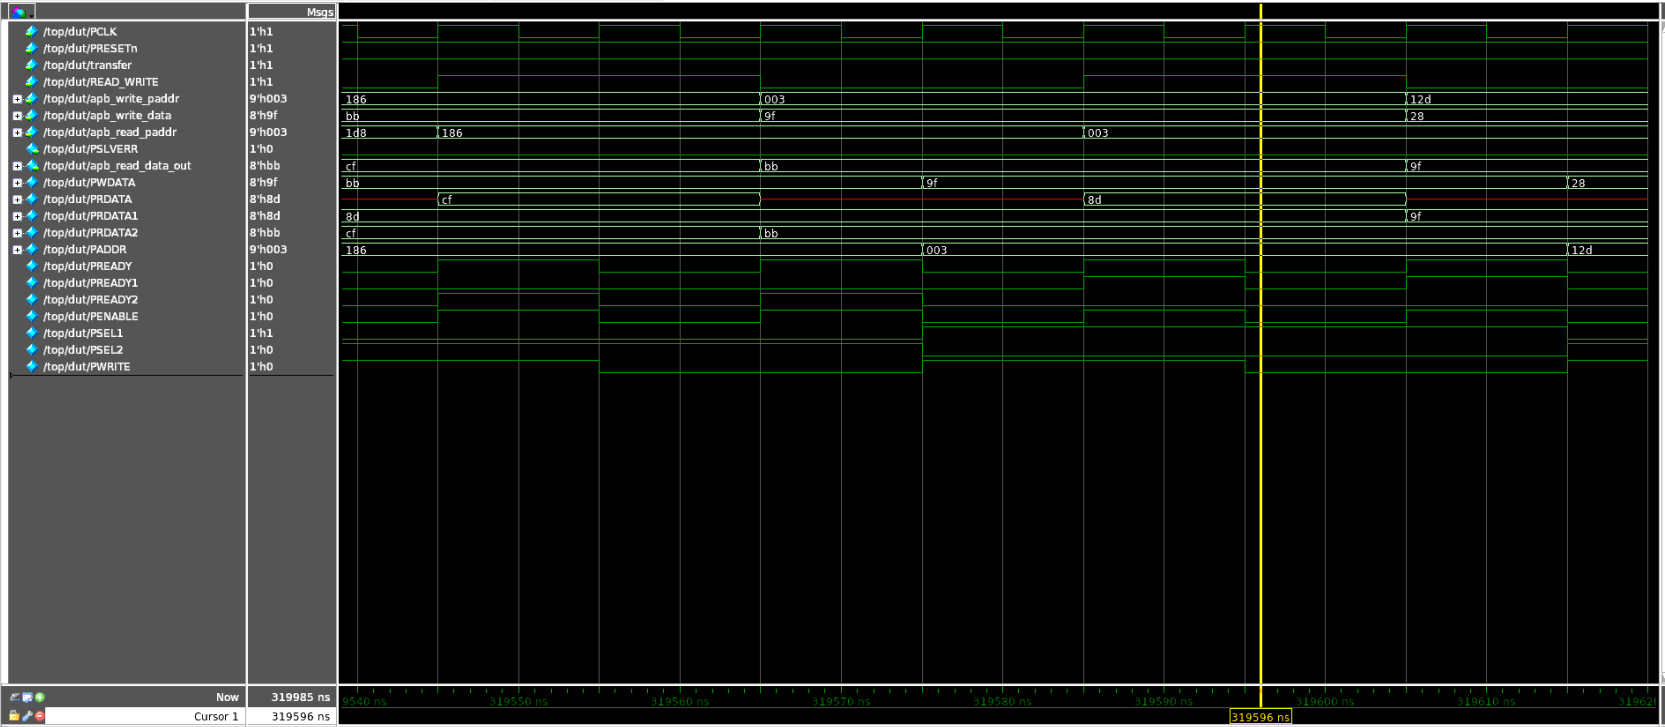 Msgs
/top/dut/PCLK 1'h1
/top/dut/PRESETn 1'h1
/top/dut/transfer 1'h1
/top/dut/READ_WRITE 1'h1
/top/dut/apb_write_paddr 9'h003 186 003 12d
/top/dut/apb_write_data 8'h9f bb 9f 28
/top/dut/apb_read_paddr 9'h003 1d8 186 003
/top/dut/PSLVERR 1'h0
/top/dut/apb_read_data_out 8'hbb cf bb 9f
/top/dut/PWDATA 8'h9f bb 9f 28
/top/dut/PRDATA 8'h8d cf 8d
/top/dut/PRDATA1 8'h8d 8d 9f
/top/dut/PRDATA2 8'hbb cf bb
/top/dut/PADDR 9'h003 186 003 12d
/top/dut/PREADY 1'h0
/top/dut/PREADY1 1'h0
/top/dut/PREADY2 1'h0
/top/dut/PENABLE 1'h0
/top/dut/PSEL1 1'h1
/top/dut/PSEL2 1'h0
/top/dut/PWRITE 1'h0
Now 319985 ns 9540 ns 319550 ns 319560 ns 319570 ns 319580 ns 319590 ns 319600 ns 319610 ns 31962
Cursor 1 319596 ns 319596 ns